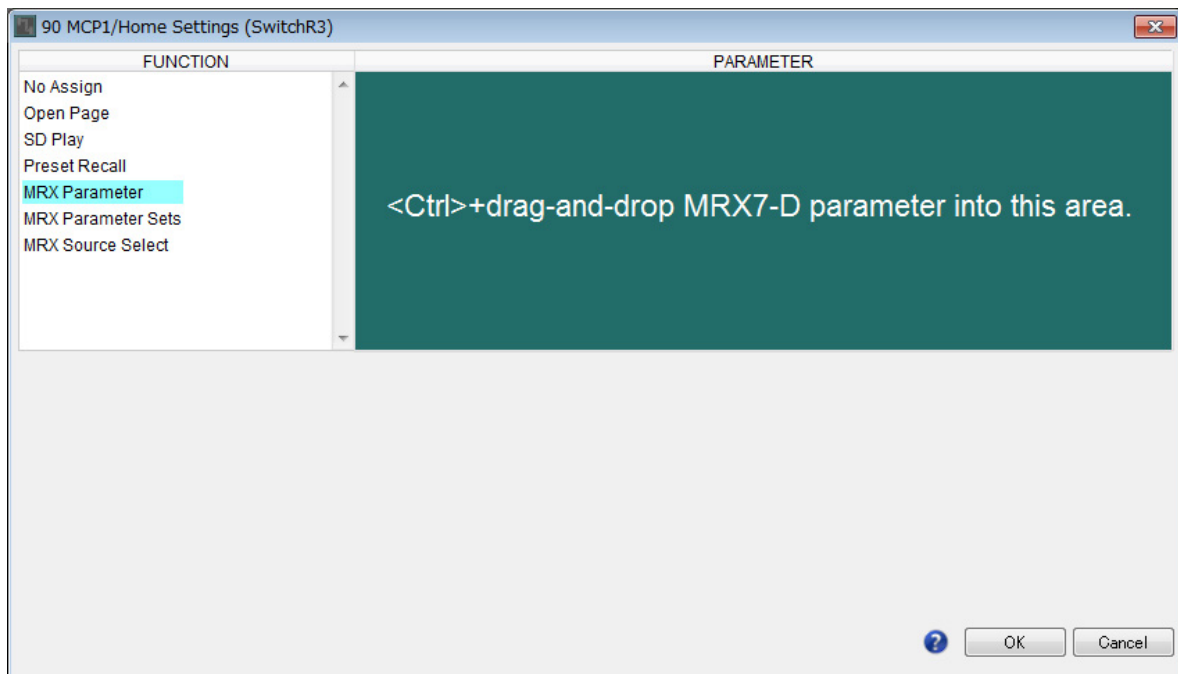 90 MCP1/Home Settings (SwitchR3)
FUNCTION
PARAMETER
No Assign
Open Page
SD Play
Preset Recall
MRX Parameter
MRX Parameter Sets
MRX Source Select
<Ctrl>+drag-and-drop MRX7-D parameter into this area.
? OK Cancel